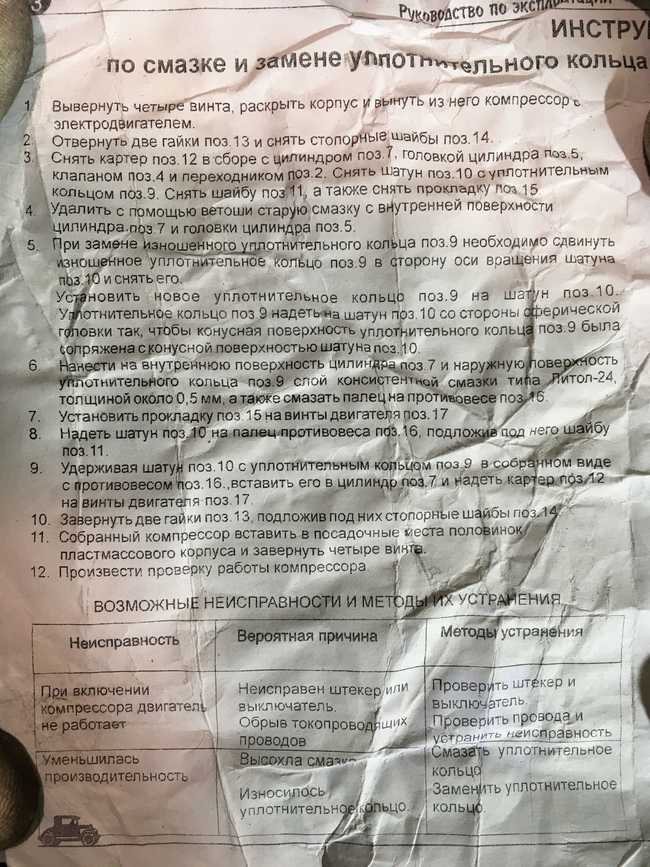 3
Руководство по эксплуатации
ИНСТРУ
по смазке и замене уплотнительного кольца
1. Вывернуть четыре винта, раскрыть корпус и вынуть из него компрессор с
электродвигателем.
2. Отвернуть две гайки поз.13 и снять стопорные шайбы поз.14.
3. Снять картер поз.12 в сборе с цилиндром поз.7, головкой цилиндра поз.5,
клапаном поз.4 и переходником поз.2. Снять шатун поз.10 с уплотнительным
кольцом поз.9. Снять шайбу поз.11, а также снять прокладку поз.15
4. Удалить с помощью ветоши старую смазку с внутренней поверхности
цилиндра поз.7 и головки цилиндра поз.5.
5. При замене изношенного уплотнительного кольца поз.9 необходимо сдвинуть
изношенное уплотнительное кольцо поз.9 в сторону оси вращения шатуна
поз.10 и снять его.
Установить новое уплотнительное кольцо поз.9 на шатун поз.10.
Уплотнительное кольцо поз.9 надеть на шатун поз.10 со стороны сферической
головки так, чтобы конусная поверхность уплотнительного кольца поз.9 была
сопряжена с конусной поверхностью шатуна поз.10.
6. Нанести на внутреннюю поверхность цилиндра поз.7 и наружную поверхность
уплотнительного кольца поз.9 слой консистентной смазки типа Литол-24,
толщиной около 0,5 мм, а также смазать палец на противовесе поз.16.
7. Установить прокладку поз.15 на винты двигателя поз.17
8. Надеть шатун поз.10 на палец противовеса поз.16, подложив под него шайбу
поз.11.
9. Удерживая шатун поз.10 с уплотнительным кольцом поз.9 в собранном виде
с противовесом поз.16.,вставить его в цилиндр поз.7 и надеть картер поз.12
на винты двигателя поз.17.
10. Завернуть две гайки поз.13, подложив под них стопорные шайбы поз.14
11. Собранный компрессор вставить в посадочные места половинок
пластмассового корпуса и завернуть четыре винта.
12. Произвести проверку работы компрессора
ВОЗМОЖНЫЕ НЕИСПРАВНОСТИ И МЕТОДЫ ИХ УСТРАНЕНИЯ
Неисправность Вероятная причина Методы устранения
При включении
компрессора двигатель
не работает
Неисправен штекер или
выключатель.
Обрыв токопроводящих
проводов
Проверить штекер и
выключатель
Проверить провода и
устранить неисправность
Уменьшилась
производительность
Высохла смазка
Износилось
уплотнительное кольцо.
Смазать уплотнительное
кольцо
Заменить уплотнительное
кольцо.